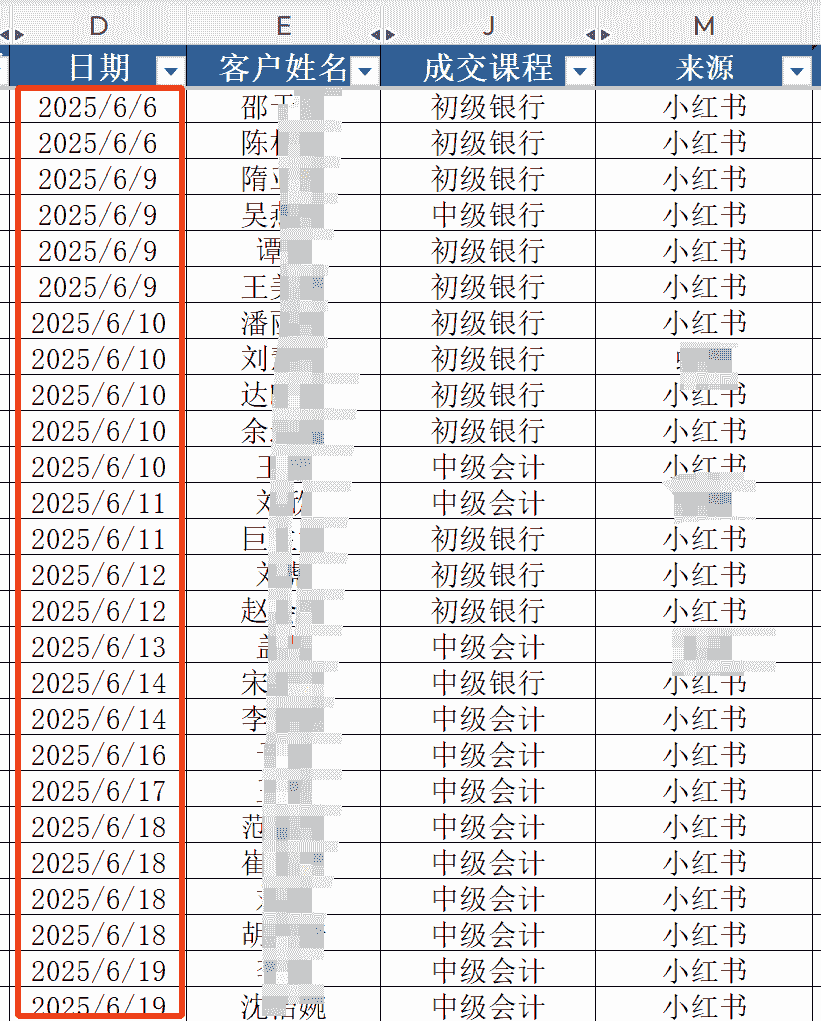 D E J M
日期 客户姓名 成交课程 来源
2025/6/6 邵 初级银行 小红书
2025/6/6 陈 初级银行 小红书
2025/6/9 隋 初级银行 小红书
2025/6/9 吴 中级银行 小红书
2025/6/9 谭 初级银行 小红书
2025/6/9 王 初级银行 小红书
2025/6/10 潘 初级银行 小红书
2025/6/10 刘 初级银行
2025/6/10 达 初级银行 小红书
2025/6/10 余 初级银行 小红书
2025/6/10 中级会计 小红书
2025/6/11 中级会计
2025/6/11 巨 初级银行 小红书
2025/6/12 初级银行 小红书
2025/6/12 赵 初级银行 小红书
2025/6/13 中级会计
2025/6/14 宋 中级银行 小红书
2025/6/14 李 中级会计 小红书
2025/6/16 中级会计 小红书
2025/6/17 中级会计 小红书
2025/6/18 范 中级会计 小红书
2025/6/18 崔 中级会计 小红书
2025/6/18 中级会计 小红书
2025/6/18 胡 中级会计 小红书
2025/6/19 中级会计 小红书
2025/6/19 沈 婉 中级会计 小红书